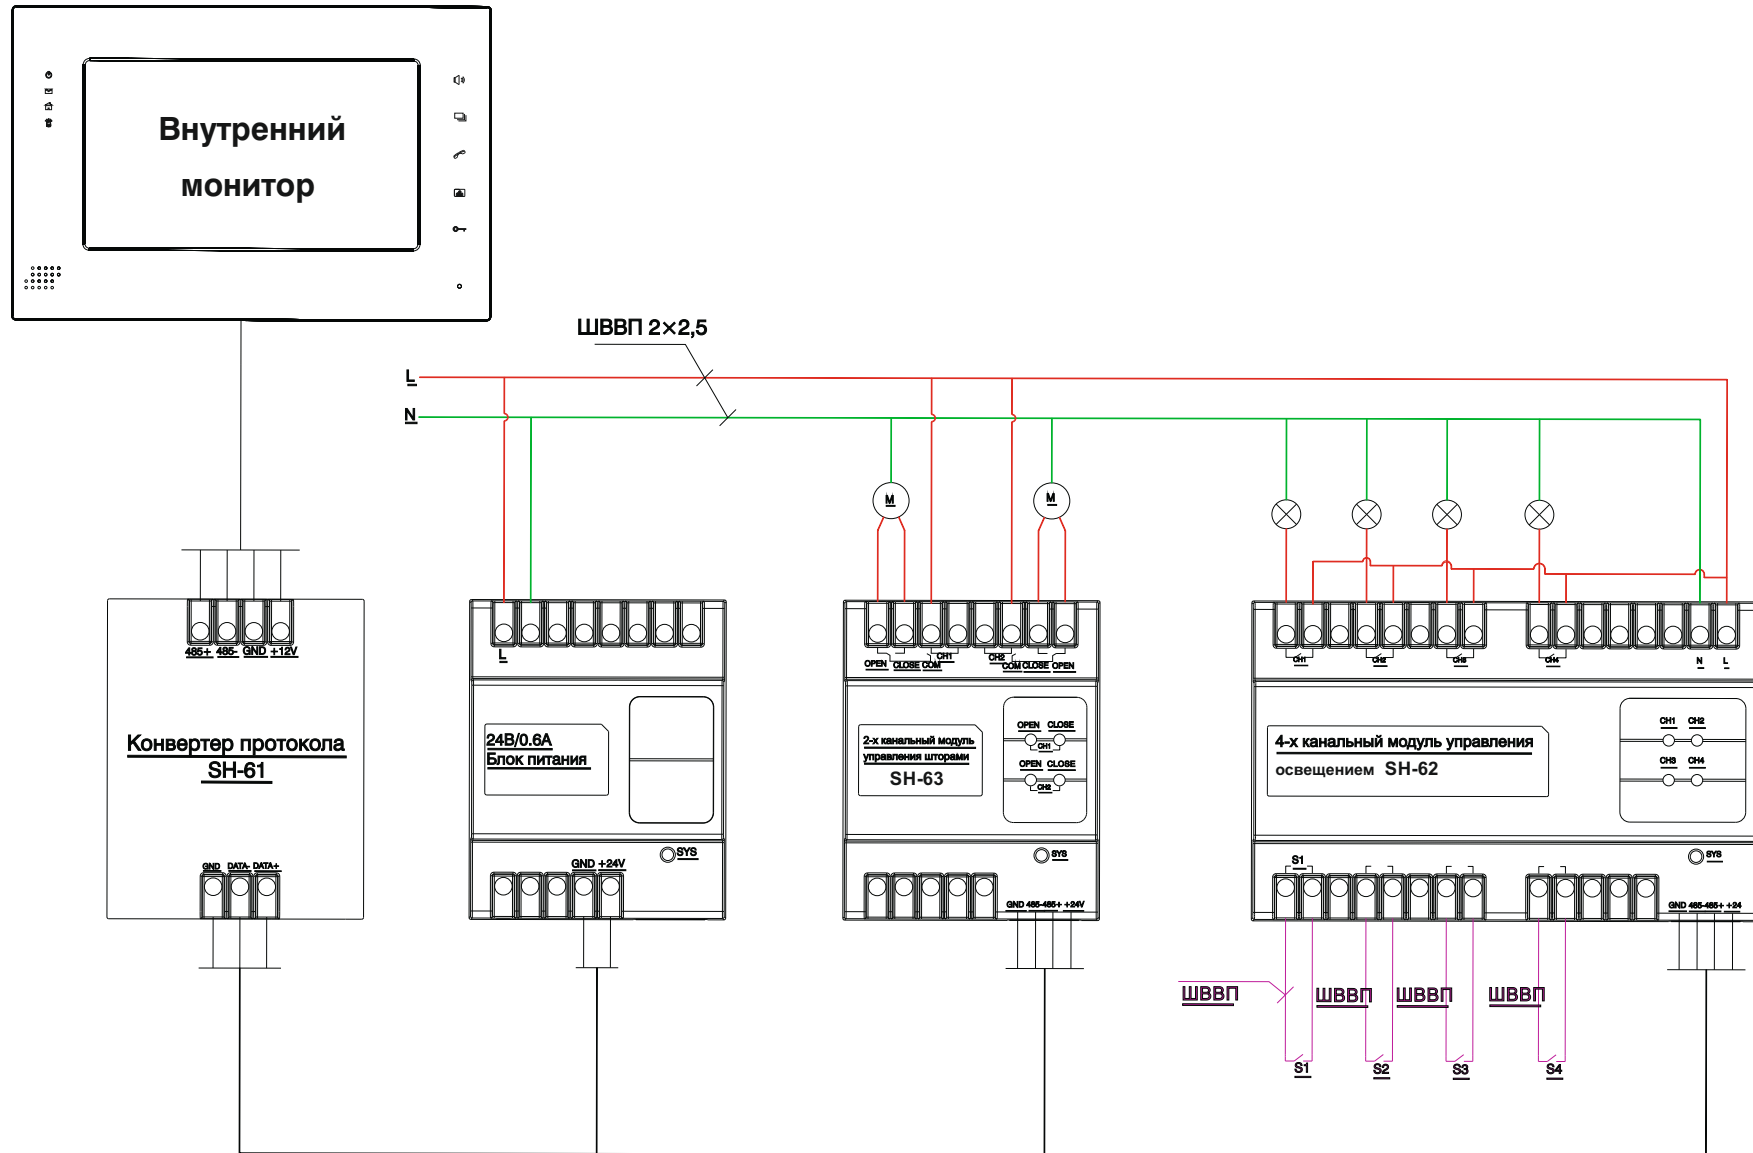 Внутренний
монитор
ШВВП 2×2,5
L
N
M M
485+ 485- GND +12V
L
OPEN CLOSE COM CH1 CH2 COM CLOSE OPEN
CH1 CH2 CH3 CH4 N L
Конвертер протокола
SH-61
24В/0.6А
Блок питания
2-х канальный модуль
управления шторами
SH-63
OPEN CLOSE
CH1
OPEN CLOSE
CH2
4-х канальный модуль управления
освещением SH-62
CH1 CH2
CH3 CH4
GND DATA- DATA+
GND +24V
SYS
SYS
GND 485-485+ +24V
S1
SYS
GND 485-485+ +24
ШВВП ШВВП ШВВП ШВВП
S1 S2 S3 S4